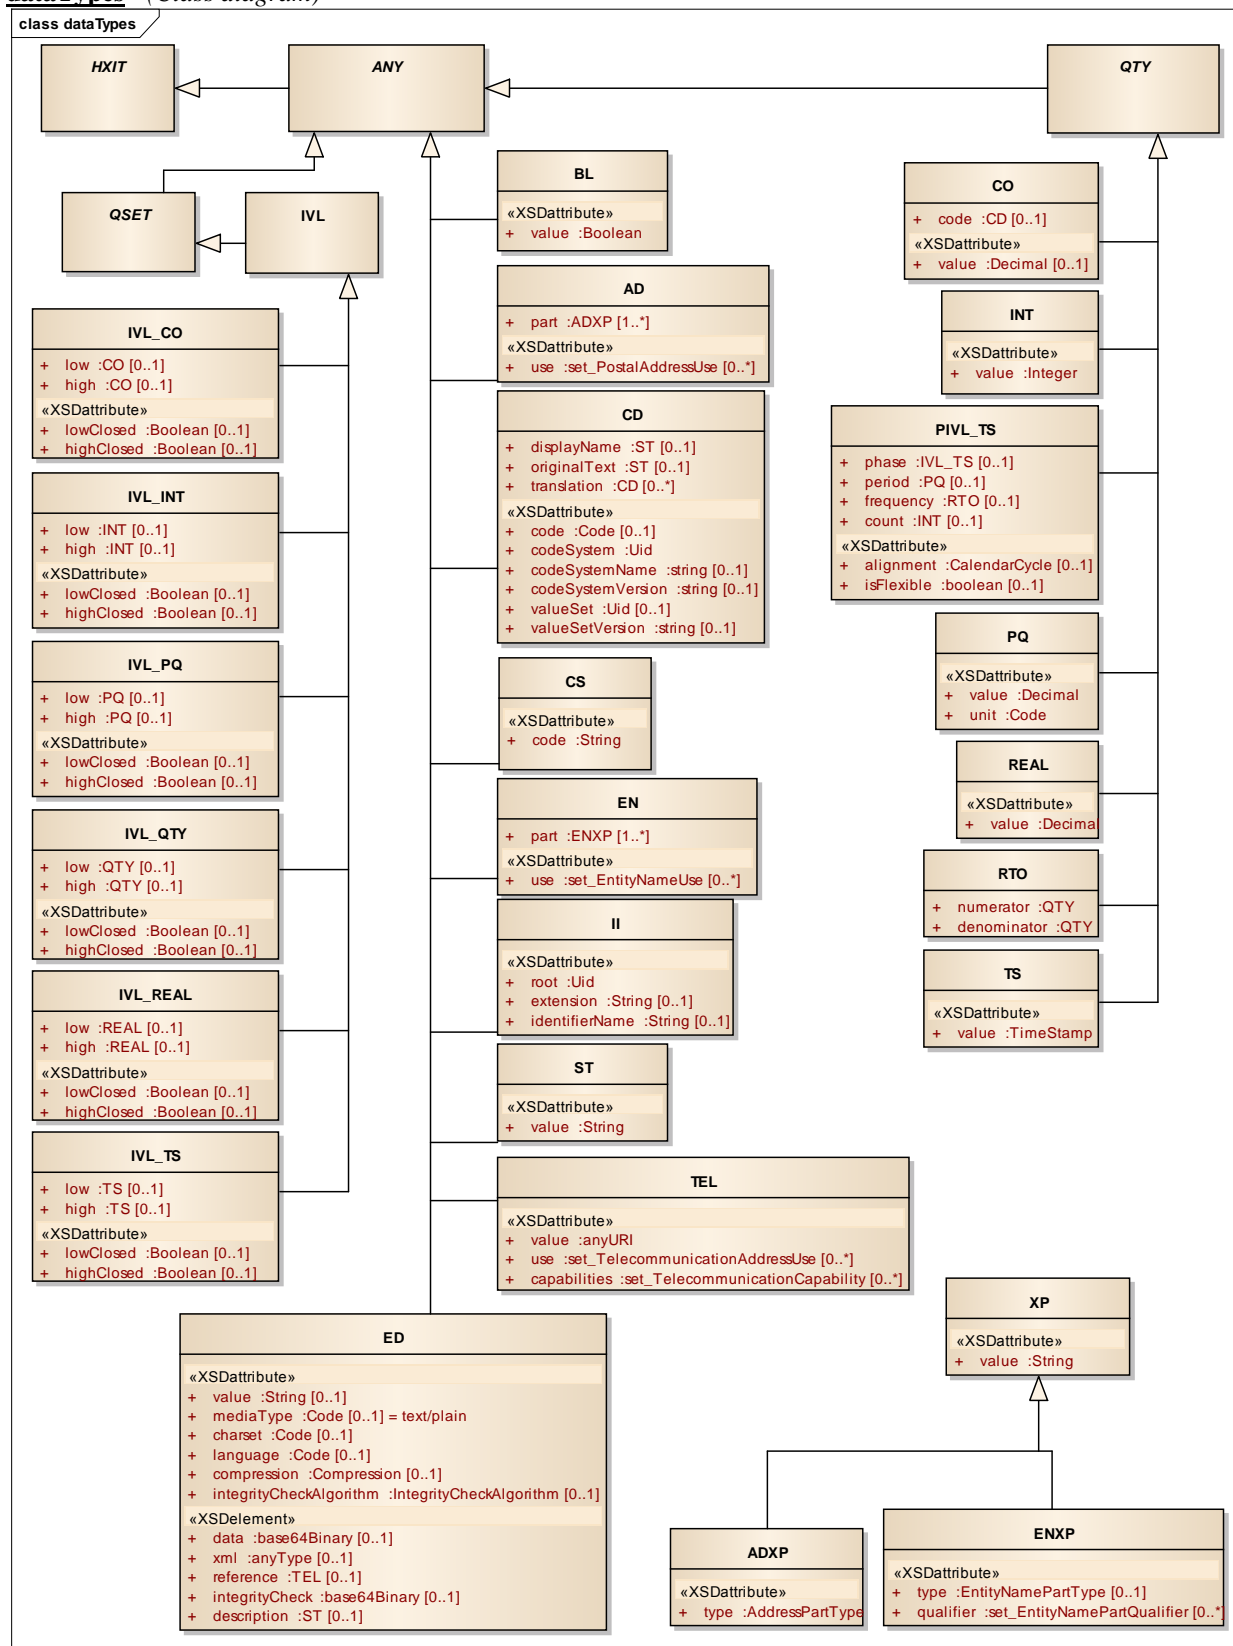 dataTypes (Class diagram)
class dataTypes
HXIT
ANY
QTY
QSET
IVL
BL
«XSDattribute»
+ value :Boolean
AD
+ part :ADXP [1..*]
«XSDattribute»
+ use :set_PostalAddressUse [0..*]
CD
+ displayName :ST [0..1]
+ originalText :ST [0..1]
+ translation :CD [0..*]
«XSDattribute»
+ code :Code [0..1]
+ codeSystem :Uid
+ codeSystemName :string [0..1]
+ codeSystemVersion :string [0..1]
+ valueSet :Uid [0..1]
+ valueSetVersion :string [0..1]
CS
«XSDattribute»
+ code :String
EN
+ part :ENXP [1..*]
«XSDattribute»
+ use :set_EntityNameUse [0..*]
II
«XSDattribute»
+ root :Uid
+ extension :String [0..1]
+ identifierName :String [0..1]
ST
«XSDattribute»
+ value :String
TEL
«XSDattribute»
+ value :anyURI
+ use :set_TelecommunicationAddressUse [0..*]
+ capabilities :set_TelecommunicationCapability [0..*]
IVL_CO
+ low :CO [0..1]
+ high :CO [0..1]
«XSDattribute»
+ lowClosed :Boolean [0..1]
+ highClosed :Boolean [0..1]
IVL_INT
+ low :INT [0..1]
+ high :INT [0..1]
«XSDattribute»
+ lowClosed :Boolean [0..1]
+ highClosed :Boolean [0..1]
IVL_PQ
+ low :PQ [0..1]
+ high :PQ [0..1]
«XSDattribute»
+ lowClosed :Boolean [0..1]
+ highClosed :Boolean [0..1]
IVL_QTY
+ low :QTY [0..1]
+ high :QTY [0..1]
«XSDattribute»
+ lowClosed :Boolean [0..1]
+ highClosed :Boolean [0..1]
IVL_REAL
+ low :REAL [0..1]
+ high :REAL [0..1]
«XSDattribute»
+ lowClosed :Boolean [0..1]
+ highClosed :Boolean [0..1]
IVL_TS
+ low :TS [0..1]
+ high :TS [0..1]
«XSDattribute»
+ lowClosed :Boolean [0..1]
+ highClosed :Boolean [0..1]
CO
+ code :CD [0..1]
«XSDattribute»
+ value :Decimal [0..1]
INT
«XSDattribute»
+ value :Integer
PIVL_TS
+ phase :IVL_TS [0..1]
+ period :PQ [0..1]
+ frequency :RTO [0..1]
+ count :INT [0..1]
«XSDattribute»
+ alignment :CalendarCycle [0..1]
+ isFlexible :boolean [0..1]
PQ
«XSDattribute»
+ value :Decimal
+ unit :Code
REAL
«XSDattribute»
+ value :Decimal
RTO
+ numerator :QTY
+ denominator :QTY
TS
«XSDattribute»
+ value :TimeStamp
ED
«XSDattribute»
+ value :String [0..1]
+ mediaType :Code [0..1] = text/plain
+ charset :Code [0..1]
+ language :Code [0..1]
+ compression :Compression [0..1]
+ integrityCheckAlgorithm :IntegrityCheckAlgorithm [0..1]
«XSDelement»
+ data :base64Binary [0..1]
+ xml :anyType [0..1]
+ reference :TEL [0..1]
+ integrityCheck :base64Binary [0..1]
+ description :ST [0..1]
XP
«XSDattribute»
+ value :String
ADXP
«XSDattribute»
+ type :AddressPartType
ENXP
«XSDattribute»
+ type :EntityNamePartType [0..1]
+ qualifier :set_EntityNamePartQualifier [0..*]